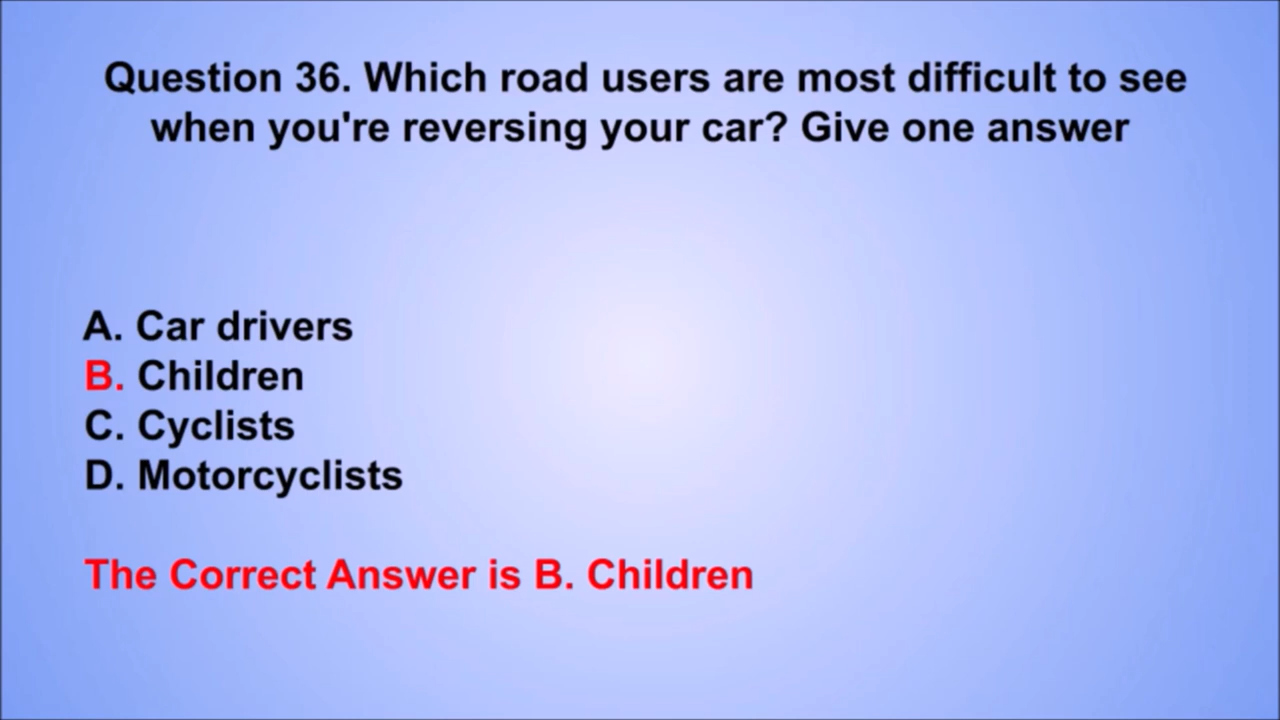 Question 36. Which road users are most difficult to see
when you're reversing your car? Give one answer
A. Car drivers
B. Children
C. Cyclists
D. Motorcyclists
The Correct Answer is B. Children